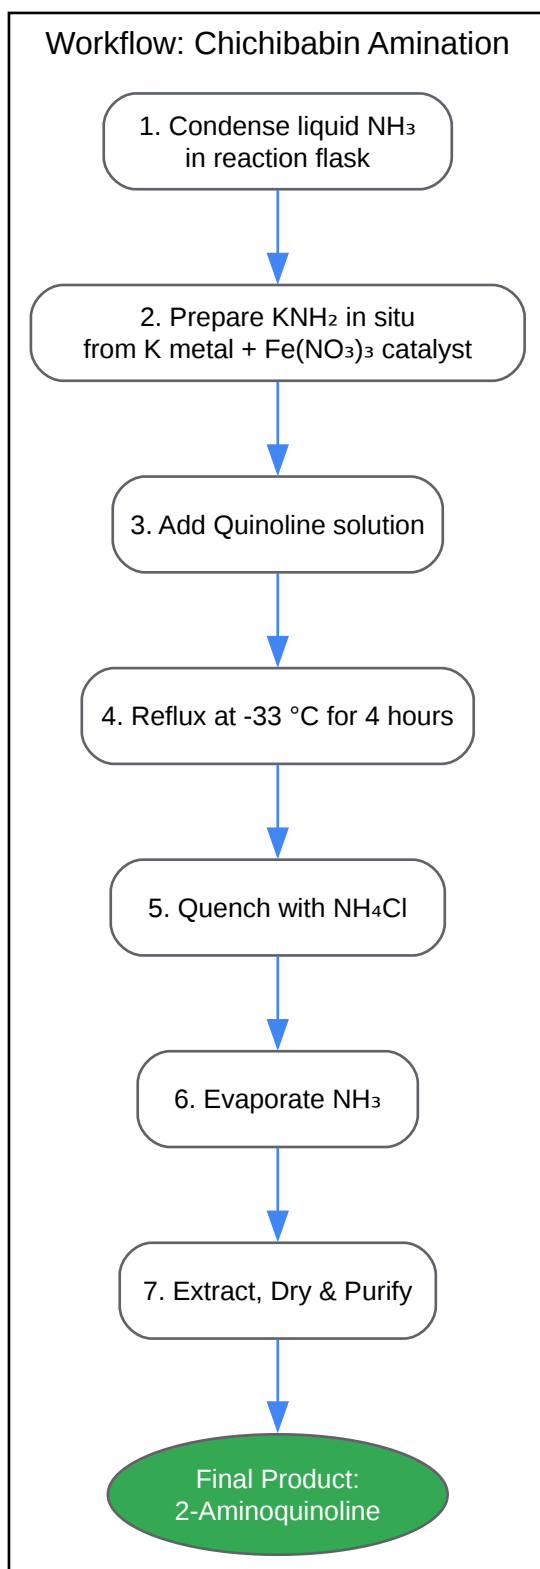 Workflow: Chichibabin Amination
1. Condense liquid NH₃
in reaction flask
2. Prepare KNH₂ in situ
from K metal + Fe(NO₃)₃ catalyst
3. Add Quinoline solution
4. Reflux at -33 °C for 4 hours
5. Quench with NH₄Cl
6. Evaporate NH₃
7. Extract, Dry & Purify
Final Product:
2-Aminoquinoline